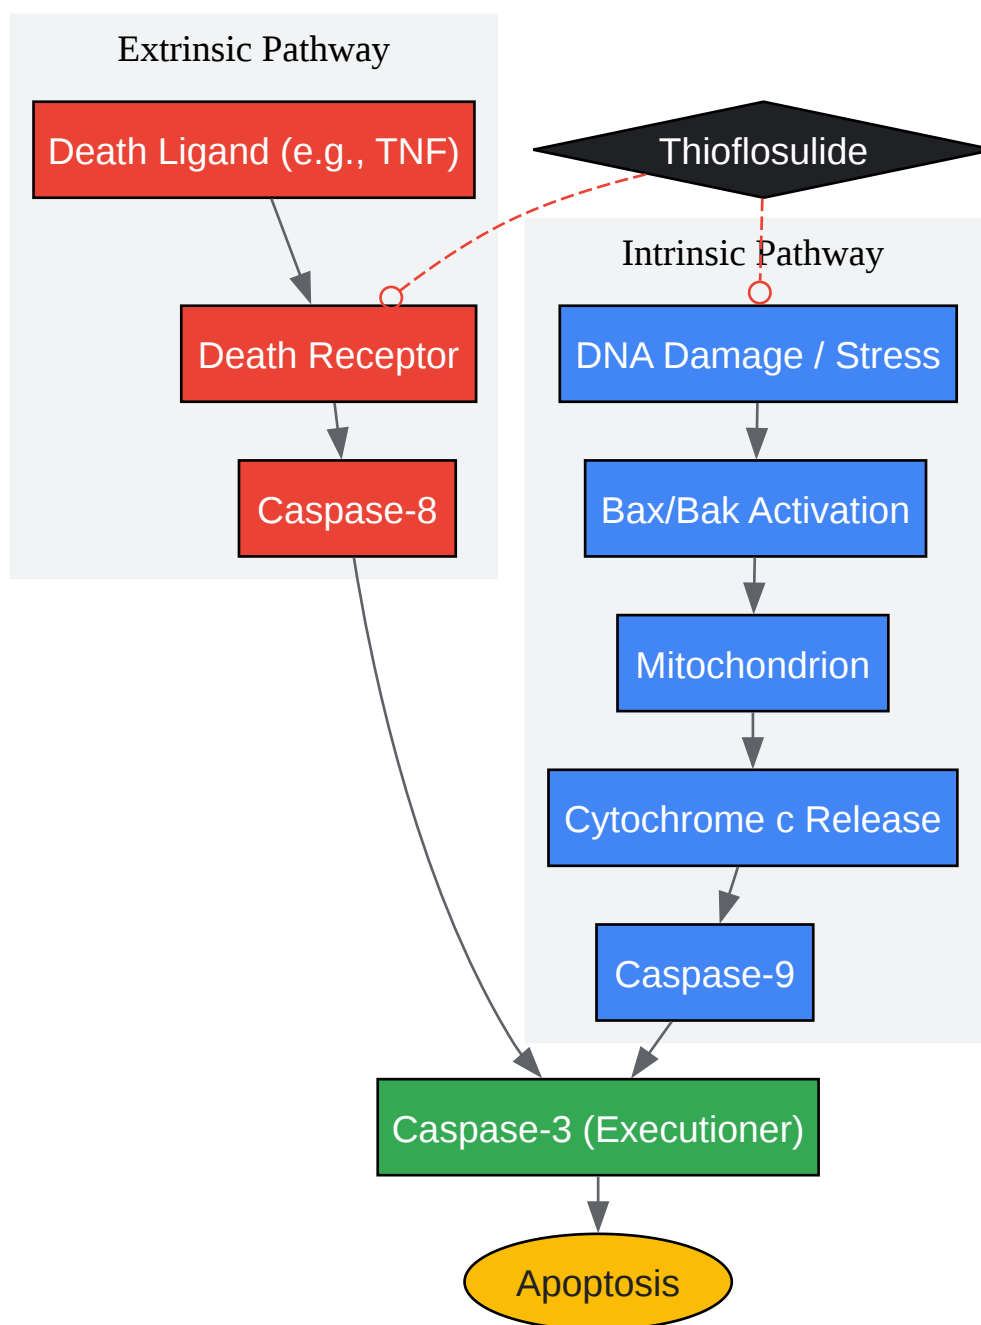 Extrinsic Pathway
Death Ligand (e.g., TNF)
Thioflosulide
Intrinsic Pathway
Death Receptor
DNA Damage / Stress
Caspase-8
Bax/Bak Activation
Mitochondrion
Cytochrome c Release
Caspase-9
Caspase-3 (Executioner)
Apoptosis